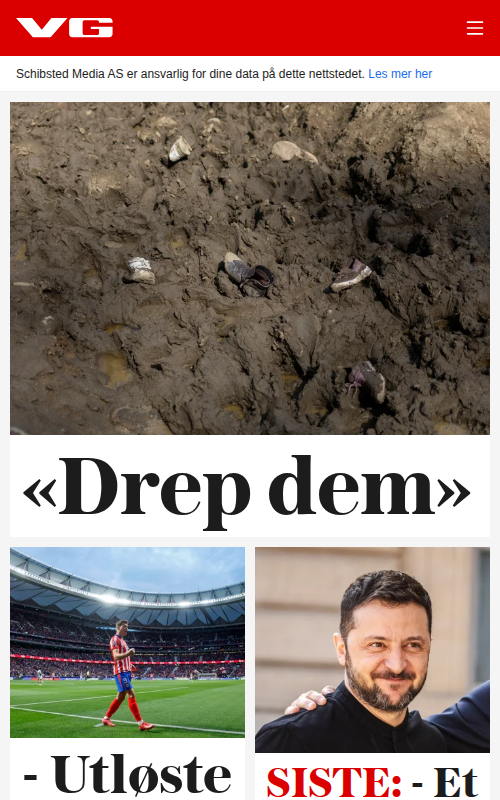 VG
Schibsted Media AS er ansvarlig for dine data på dette nettstedet. Les mer her
«Drep dem»
- Utløste
SISTE: - Et